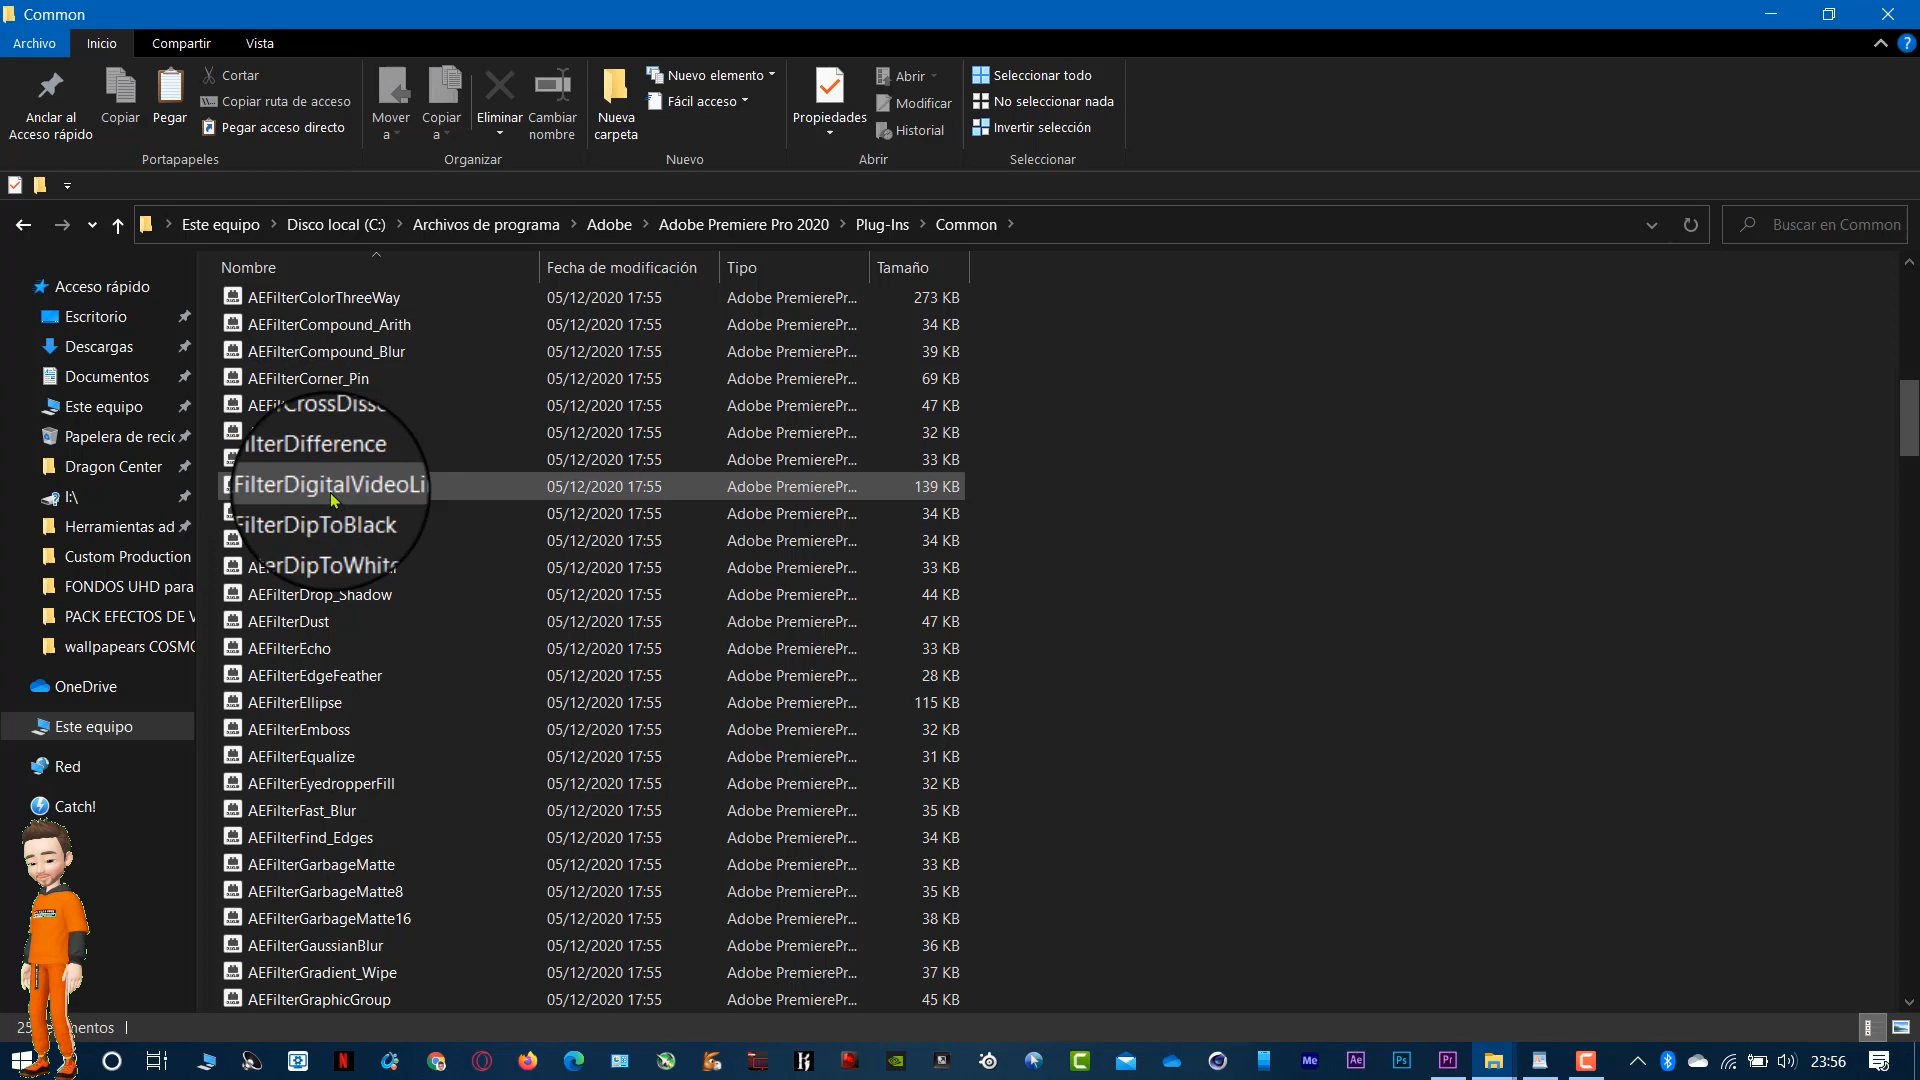 Common
Archivo Inicio Compartir Vista
Anclar al Acceso rápido
Copiar
Pegar
Cortar
Copiar ruta de acceso
Pegar acceso directo
Portapapeles
Mover a
Copiar a
Eliminar
Cambiar nombre
Organizar
Nueva carpeta
Nuevo elemento
Fácil acceso
Nuevo
Propiedades
Abrir
Modificar
Historial
Abrir
Seleccionar todo
No seleccionar nada
Invertir selección
Seleccionar
Este equipo Disco local (C:) Archivos de programa Adobe Adobe Premiere Pro 2020 Plug-Ins Common
Buscar en Common
Acceso rápido
Escritorio
Descargas
Documentos
Este equipo
Papelera de recic
Dragon Center
I:\
Herramientas ad
Custom Production
FONDOS UHD para
PACK EFECTOS DE V
wallpapears COSMO
OneDrive
Este equipo
Red
Catch!
Nombre Fecha de modificación Tipo Tamaño
AEFilterColorThreeWay 05/12/2020 17:55 Adobe PremierePr... 273 KB
AEFilterCompound_Arith 05/12/2020 17:55 Adobe PremierePr... 34 KB
AEFilterCompound_Blur 05/12/2020 17:55 Adobe PremierePr... 39 KB
AEFilterCorner_Pin 05/12/2020 17:55 Adobe PremierePr... 69 KB
05/12/2020 17:55 Adobe PremierePr... 47 KB
ilterDifference 05/12/2020 17:55 Adobe PremierePr... 32 KB
05/12/2020 17:55 Adobe PremierePr... 33 KB
FilterDigitalVideoLi 05/12/2020 17:55 Adobe PremierePr... 139 KB
FilterDipToBlack 05/12/2020 17:55 Adobe PremierePr... 34 KB
05/12/2020 17:55 Adobe PremierePr... 34 KB
erDipToWhite 05/12/2020 17:55 Adobe PremierePr... 33 KB
AEFilterDrop_Shadow 05/12/2020 17:55 Adobe PremierePr... 44 KB
AEFilterDust 05/12/2020 17:55 Adobe PremierePr... 47 KB
AEFilterEcho 05/12/2020 17:55 Adobe PremierePr... 33 KB
AEFilterEdgeFeather 05/12/2020 17:55 Adobe PremierePr... 28 KB
AEFilterEllipse 05/12/2020 17:55 Adobe PremierePr... 115 KB
AEFilterEmboss 05/12/2020 17:55 Adobe PremierePr... 32 KB
AEFilterEqualize 05/12/2020 17:55 Adobe PremierePr... 31 KB
AEFilterEyedropperFill 05/12/2020 17:55 Adobe PremierePr... 32 KB
AEFilterFast_Blur 05/12/2020 17:55 Adobe PremierePr... 35 KB
AEFilterFind_Edges 05/12/2020 17:55 Adobe PremierePr... 34 KB
AEFilterGarbageMatte 05/12/2020 17:55 Adobe PremierePr... 33 KB
AEFilterGarbageMatte8 05/12/2020 17:55 Adobe PremierePr... 35 KB
AEFilterGarbageMatte16 05/12/2020 17:55 Adobe PremierePr... 38 KB
AEFilterGaussianBlur 05/12/2020 17:55 Adobe PremierePr... 36 KB
AEFilterGradient_Wipe 05/12/2020 17:55 Adobe PremierePr... 37 KB
AEFilterGraphicGroup 05/12/2020 17:55 Adobe PremierePr... 45 KB
Me Ae Ps Pr 23:56